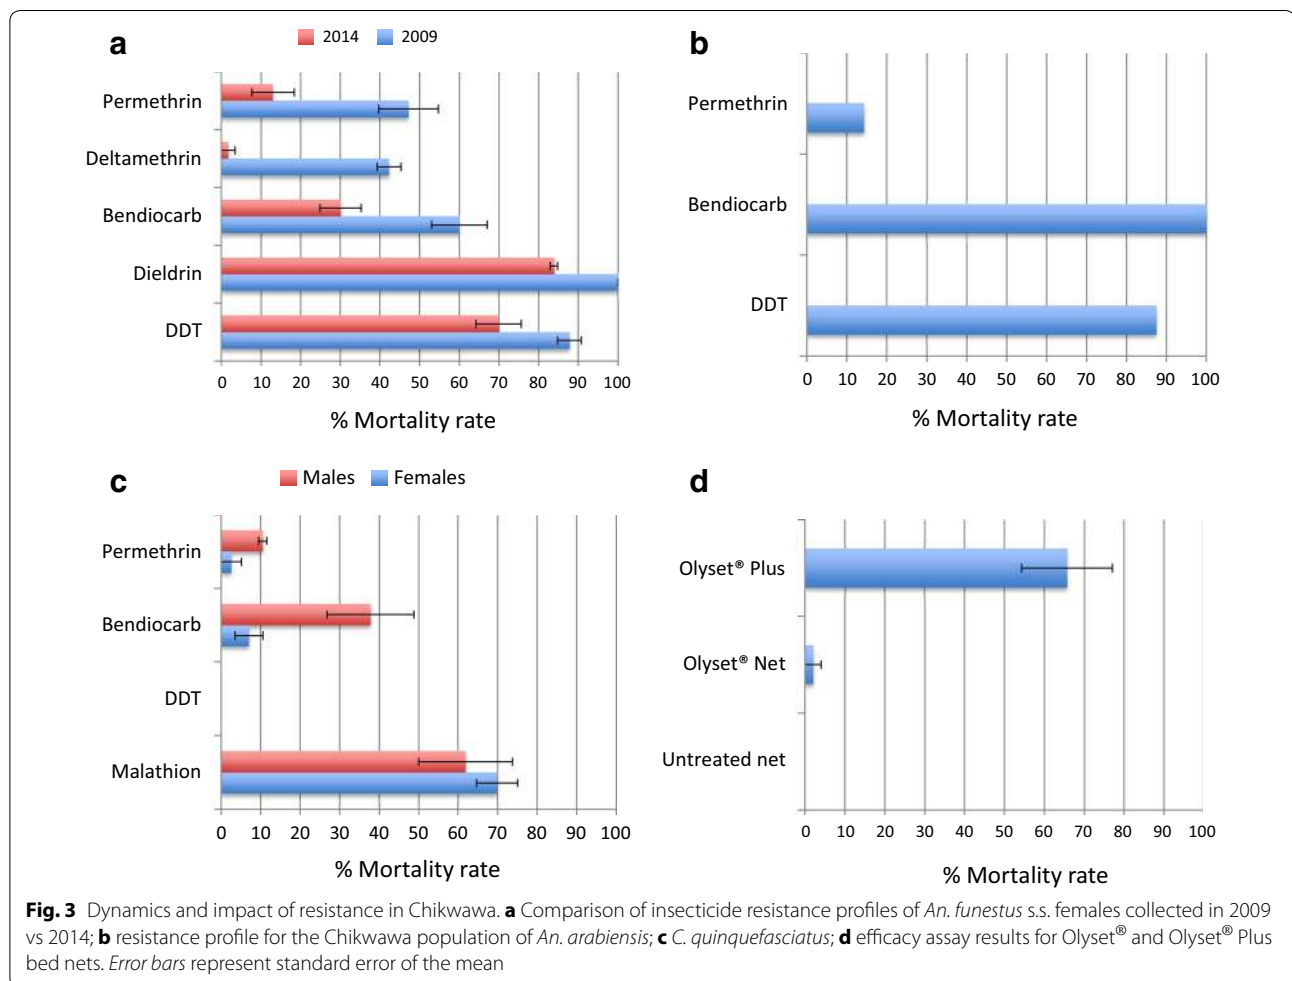 a
2014 2009
Permethrin
Deltamethrin
Bendiocarb
Dieldrin
DDT
0 10 20 30 40 50 60 70 80 90 100
% Mortality rate
b
Permethrin
Bendiocarb
DDT
0 10 20 30 40 50 60 70 80 90 100
% Mortality rate
c
Males Females
Permethrin
Bendiocarb
DDT
Malathion
0 10 20 30 40 50 60 70 80 90 100
% Mortality rate
d
Olyset® Plus
Olyset® Net
Untreated net
0 10 20 30 40 50 60 70 80 90 100
% Mortality rate
Fig. 3 Dynamics and impact of resistance in Chikwawa. a Comparison of insecticide resistance profiles of An. funestus s.s. females collected in 2009
vs 2014; b resistance profile for the Chikwawa population of An. arabiensis; c C. quinquefasciatus; d efficacy assay results for Olyset® and Olyset® Plus
bed nets. Error bars represent standard error of the mean